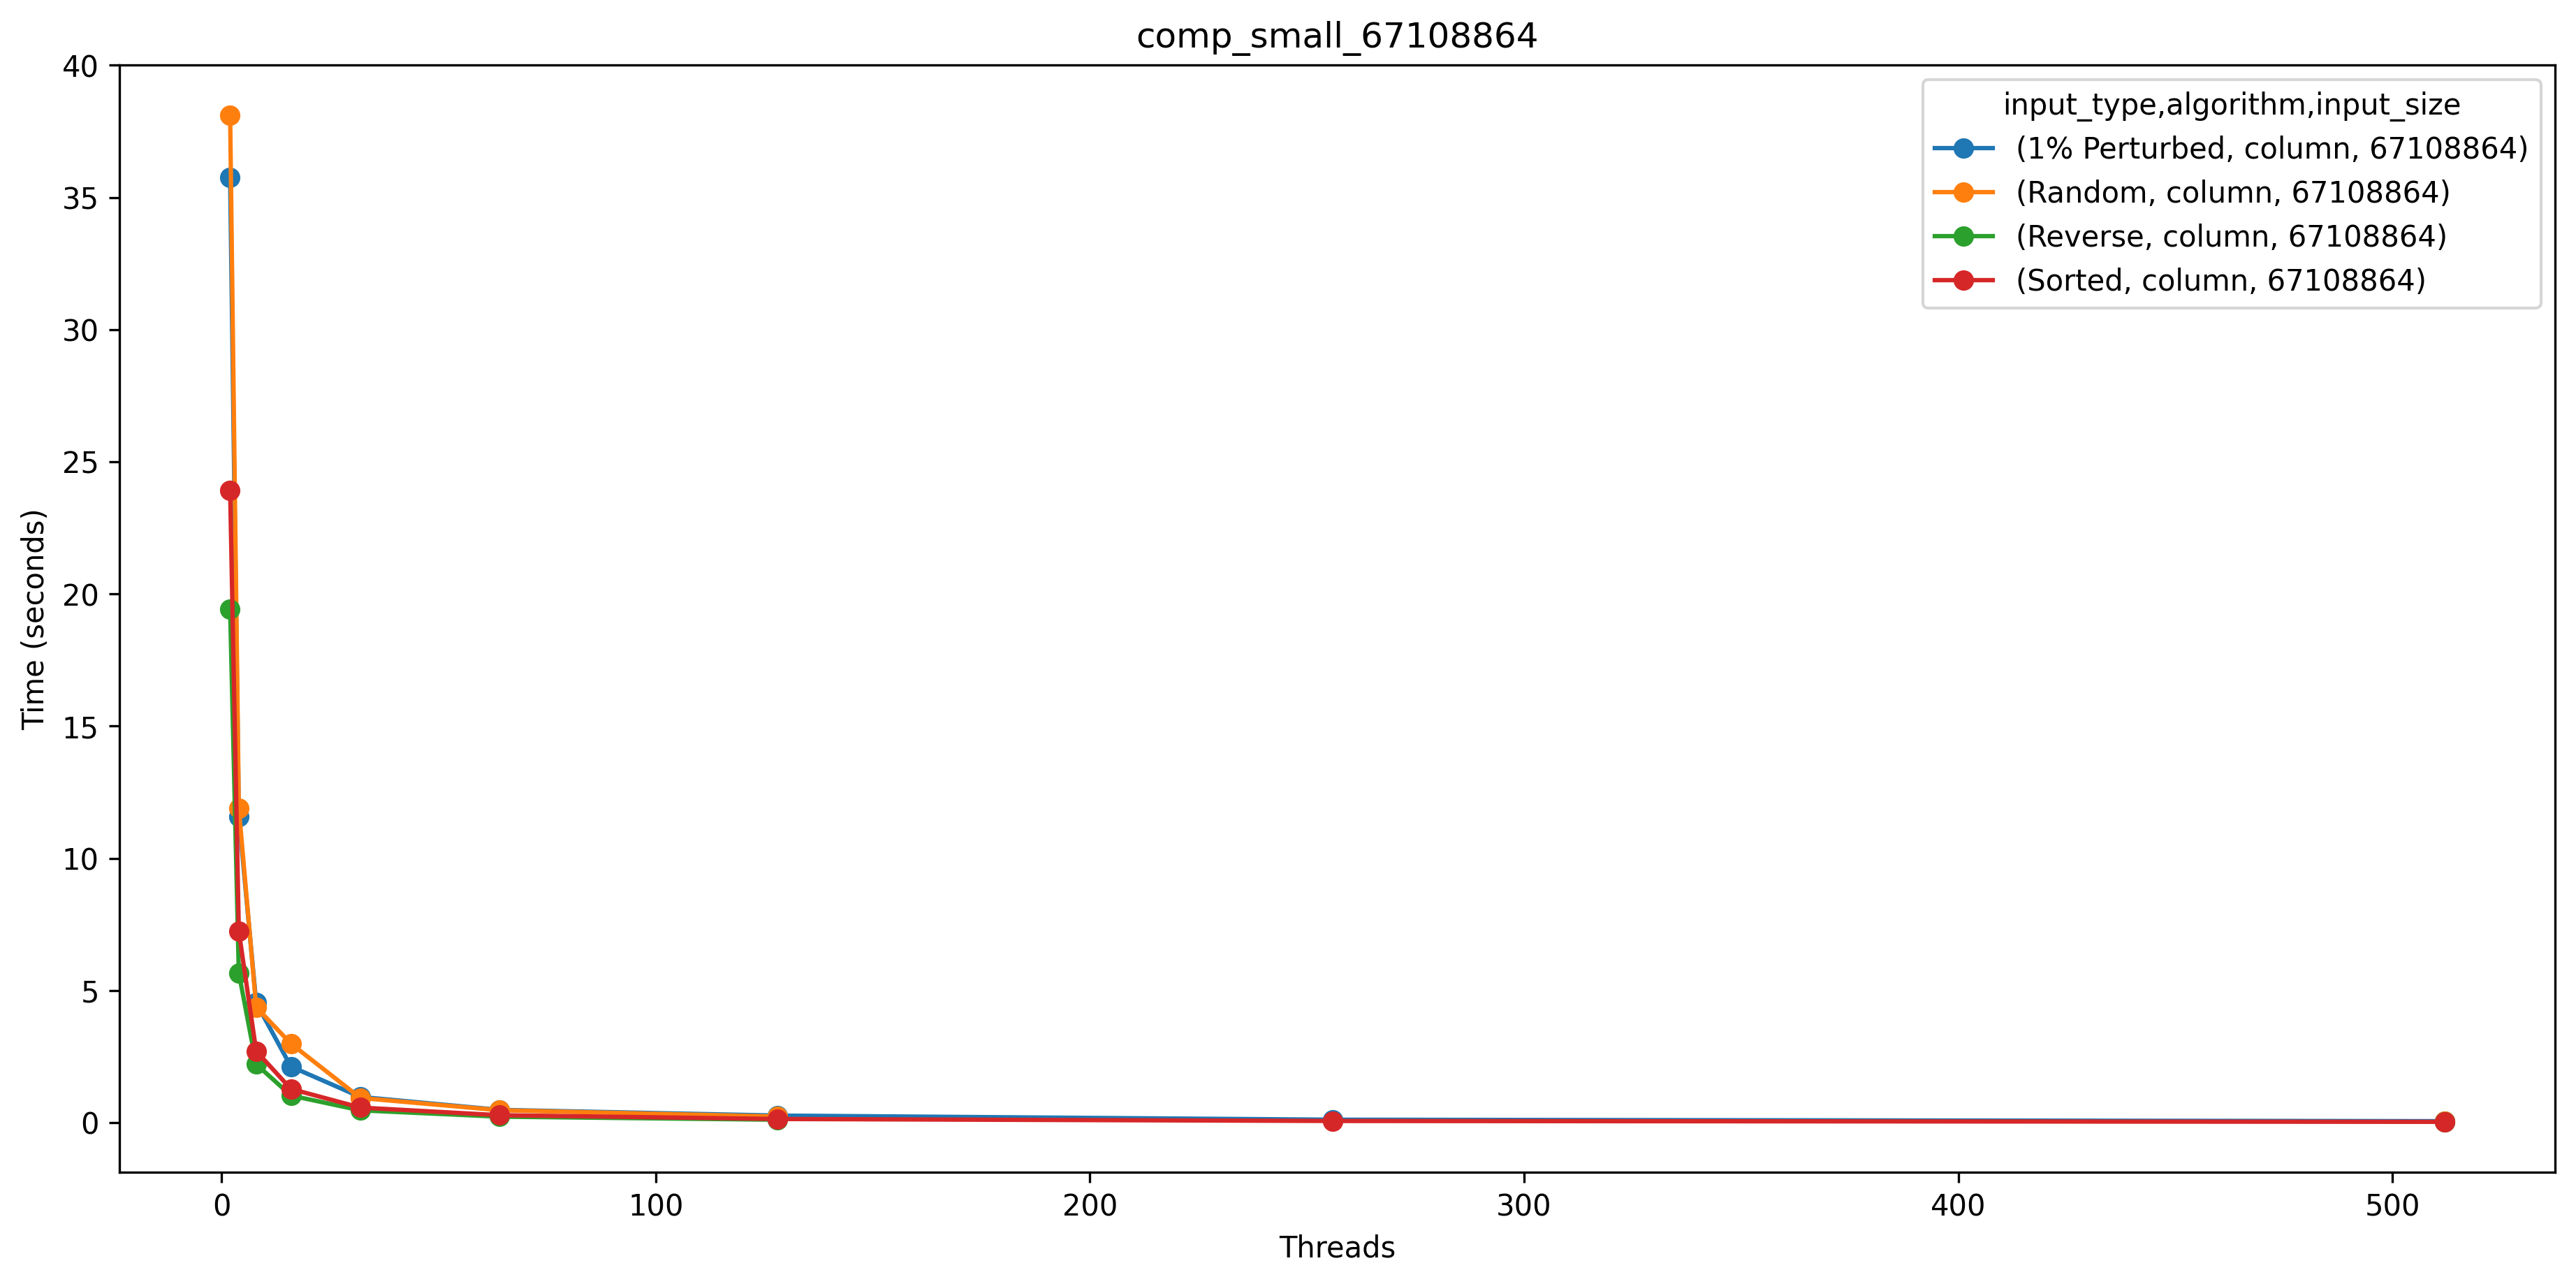 comp_small_67108864
40
35
30
25
20
15
10
5
0
Time (seconds)
input_type,algorithm,input_size
(1% Perturbed, column, 67108864)
(Random, column, 67108864)
(Reverse, column, 67108864)
(Sorted, column, 67108864)
0 100 200 300 400 500
Threads